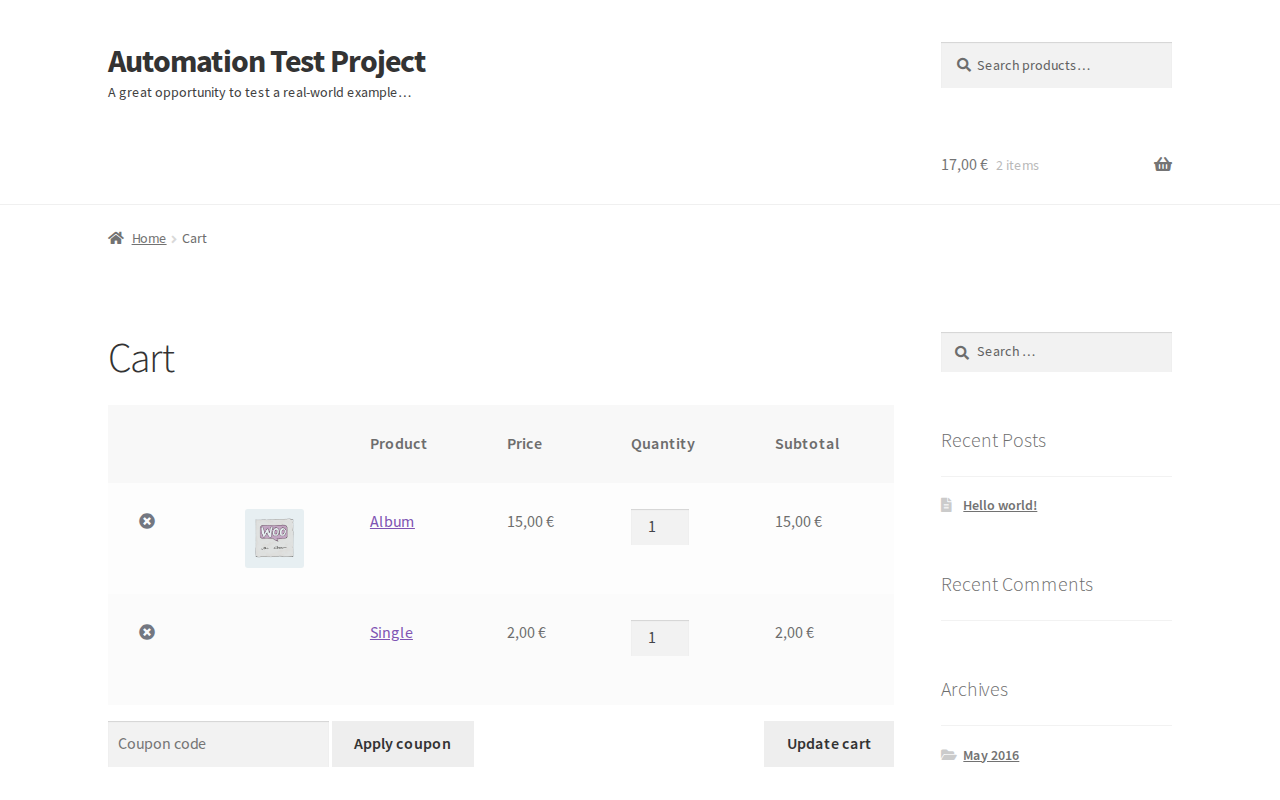 Automation Test Project
A great opportunity to test a real-world example…
Search products…
17,00 € 2 items
Home Cart
Cart
Product Price Quantity Subtotal
WOO Album 15,00 € 1 15,00 €
Single 2,00 € 1 2,00 €
Coupon code Apply coupon Update cart
Search …
Recent Posts
Hello world!
Recent Comments
Archives
May 2016